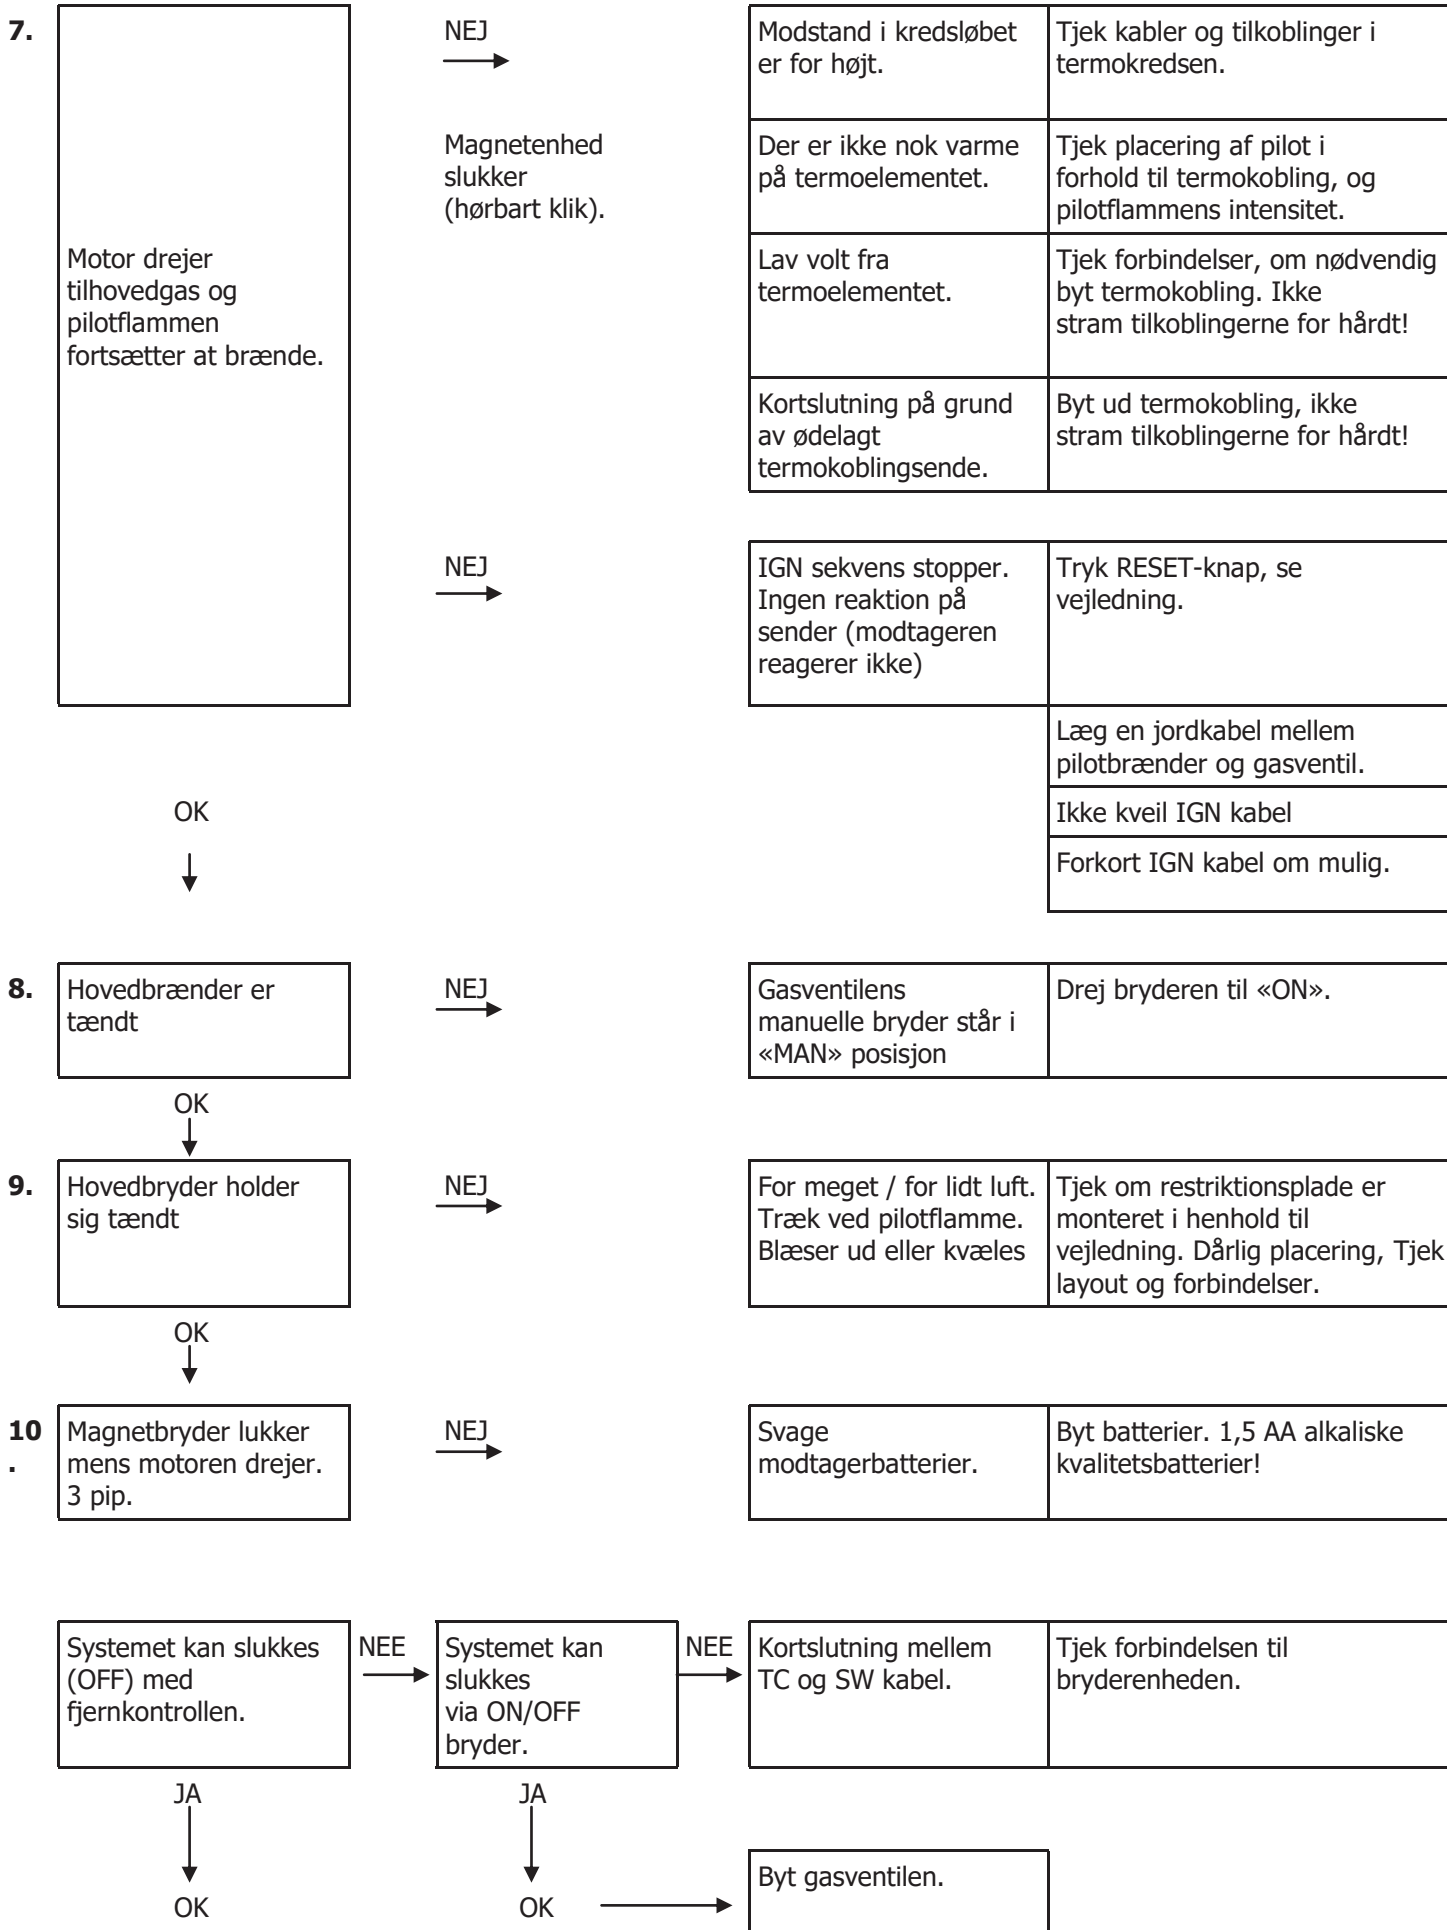 7.
Motor drejer
tilhovedgas og
pilotflammen
fortsætter at brænde.
NEJ
Magnetenhed
slukker
(hørbart klik).
Modstand i kredsløbet
er for højt.
Tjek kabler og tilkoblinger i
termokredsen.
Der er ikke nok varme
på termoelementet.
Tjek placering af pilot i
forhold til termokobling, og
pilotflammens intensitet.
Lav volt fra
termoelementet.
Tjek forbindelser, om nødvendig
byt termokobling. Ikke
stram tilkoblingerne for hårdt!
Kortslutning på grund
av ødelagt
termokoblingsende.
Byt ud termokobling, ikke
stram tilkoblingerne for hårdt!
NEJ
IGN sekvens stopper.
Ingen reaktion på
sender (modtageren
reagerer ikke)
Tryk RESET-knap, se
vejledning.
Læg en jordkabel mellem
pilotbrænder og gasventil.
Ikke kveil IGN kabel
Forkort IGN kabel om mulig.
OK
8.
Hovedbrænder er
tændt
NEJ
Gasventilens
manuelle bryder står i
«MAN» posisjon
Drej bryderen til «ON».
OK
9.
Hovedbryder holder
sig tændt
NEJ
For meget / for lidt luft.
Træk ved pilotflamme.
Blæser ud eller kvæles
Tjek om restriktionsplade er
monteret i henhold til
vejledning. Dårlig placering, Tjek
layout og forbindelser.
OK
10
.
Magnetbryder lukker
mens motoren drejer.
3 pip.
NEJ
Svage
modtagerbatterier.
Byt batterier. 1,5 AA alkaliske
kvalitetsbatterier!
Systemet kan slukkes
(OFF) med
fjernkontrollen.
NEE
Systemet kan
slukkes
via ON/OFF
bryder.
NEE
Kortslutning mellem
TC og SW kabel.
Tjek forbindelsen til
bryderenheden.
JA
JA
OK
OK
Byt gasventilen.